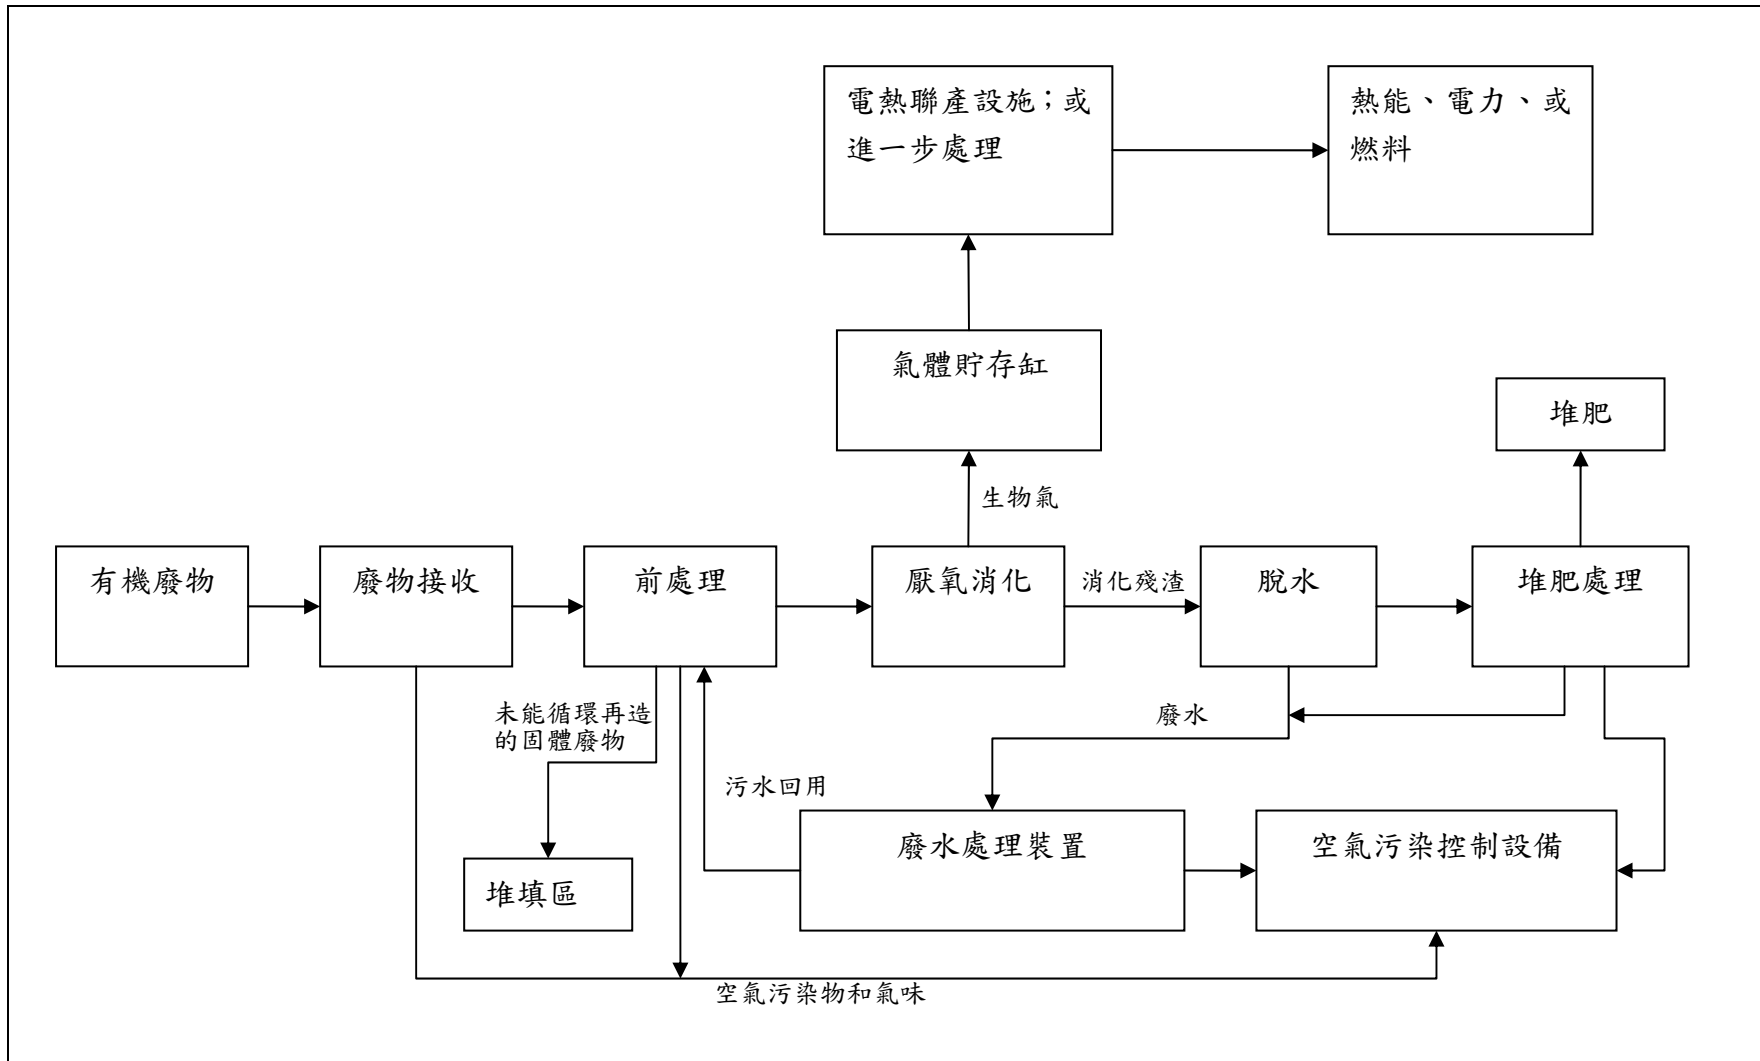 電熱聯產設施；或
進一步處理
熱能、電力、或
燃料
氣體貯存缸
堆肥
生物氣
有機廢物
廢物接收
前處理
厭氧消化
消化殘渣
脫水
堆肥處理
未能循環再造
的固體廢物
廢水
污水回用
廢水處理裝置
空氣污染控制設備
堆填區
空氣污染物和氣味